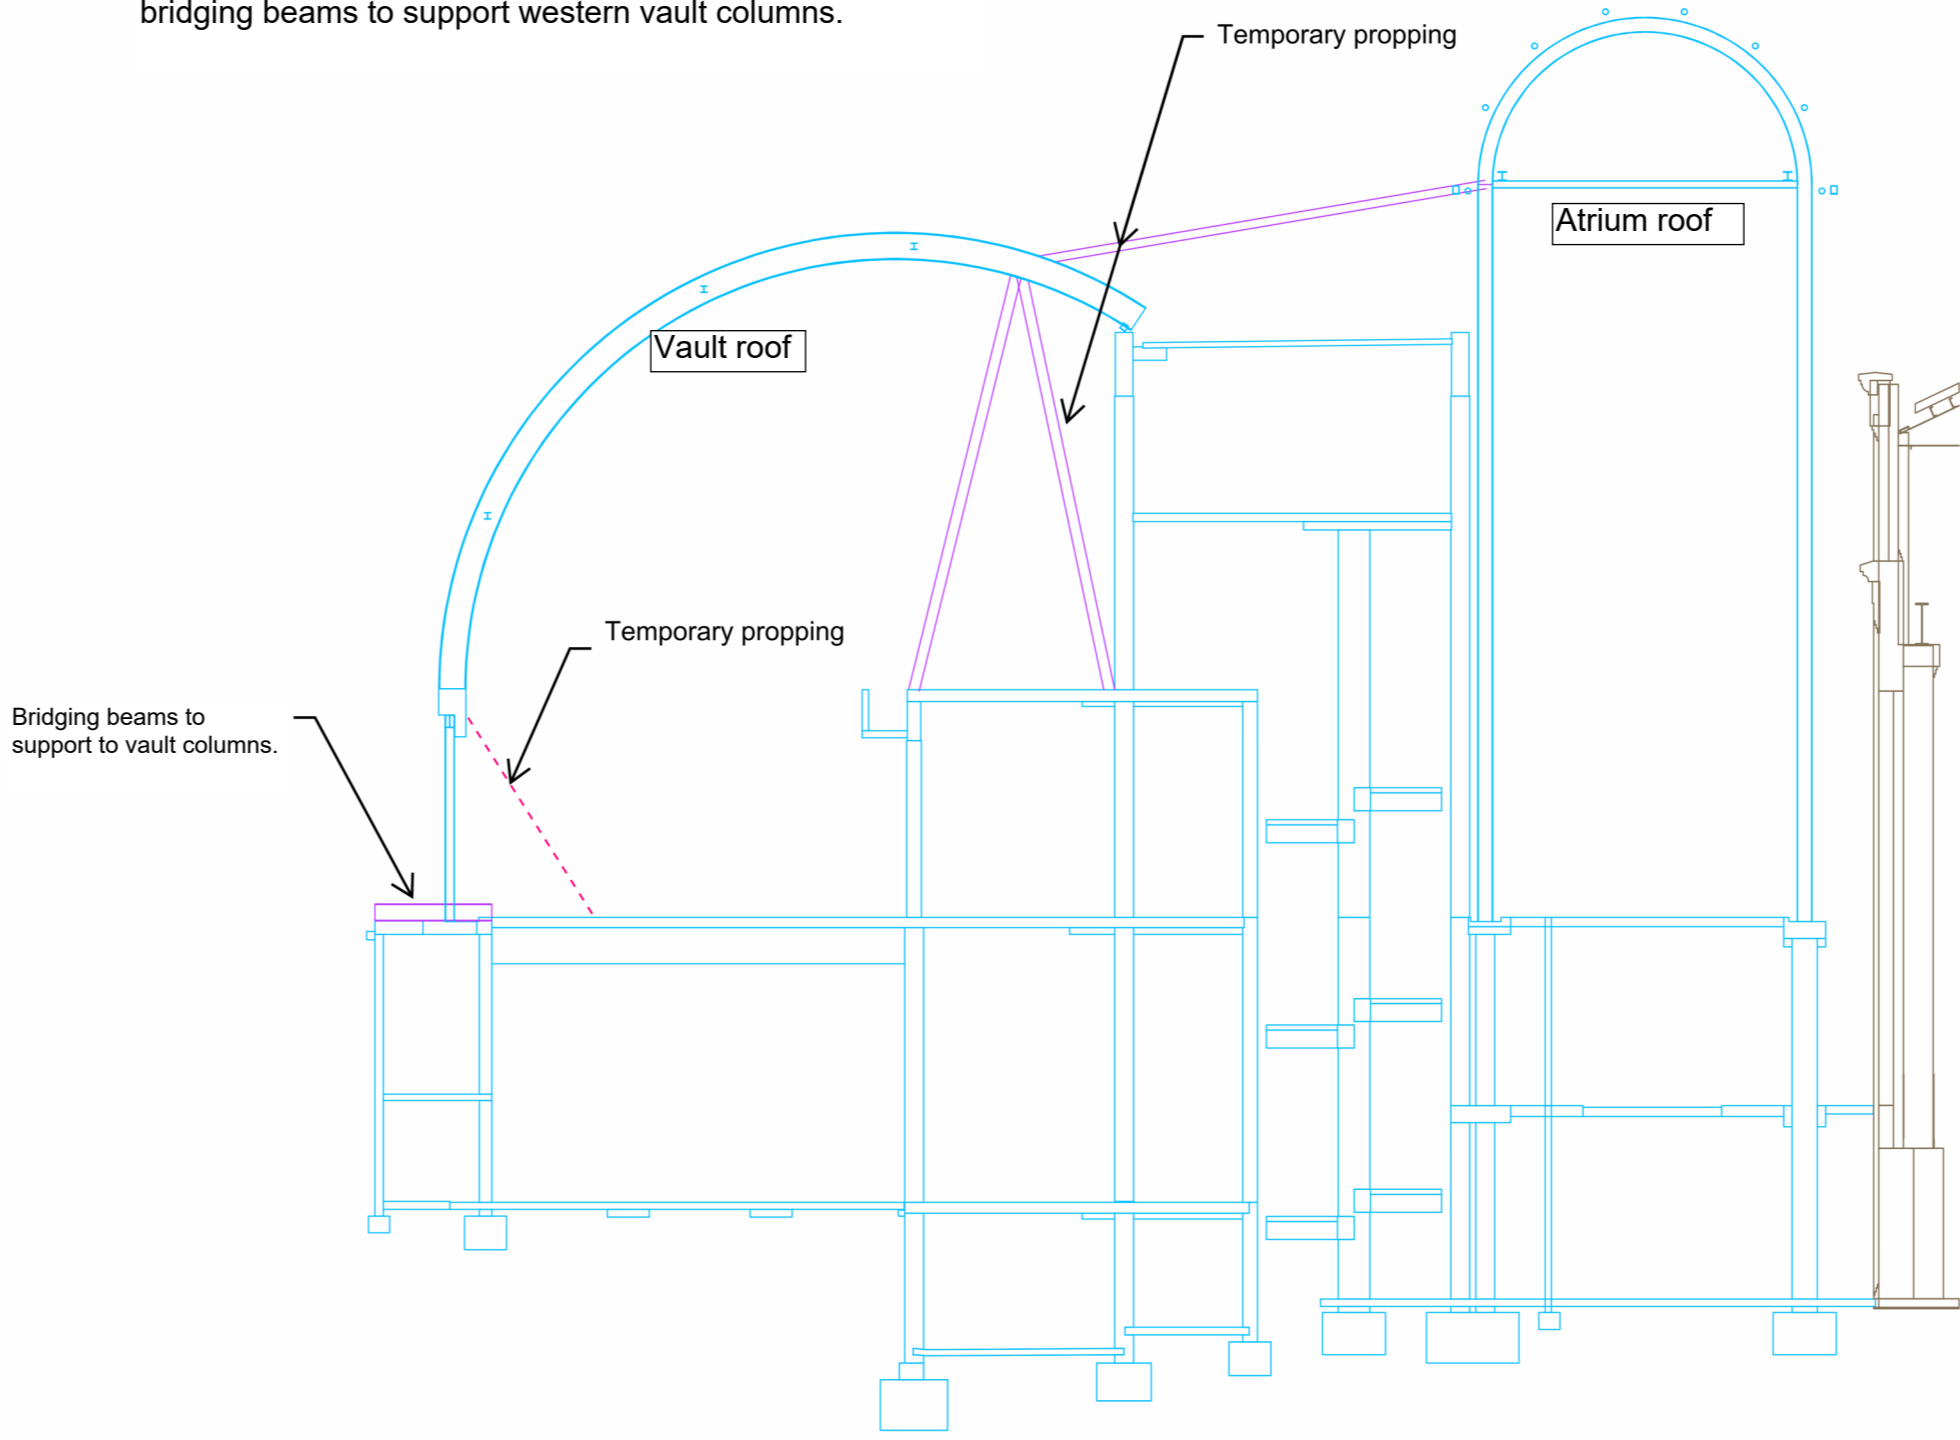 bridging beams to support western vault columns.
Temporary propping
Atrium roof
Vault roof
Temporary propping
Bridging beams to
support to vault columns.